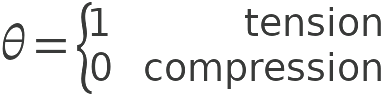 θ = { 1 tension
0 compression